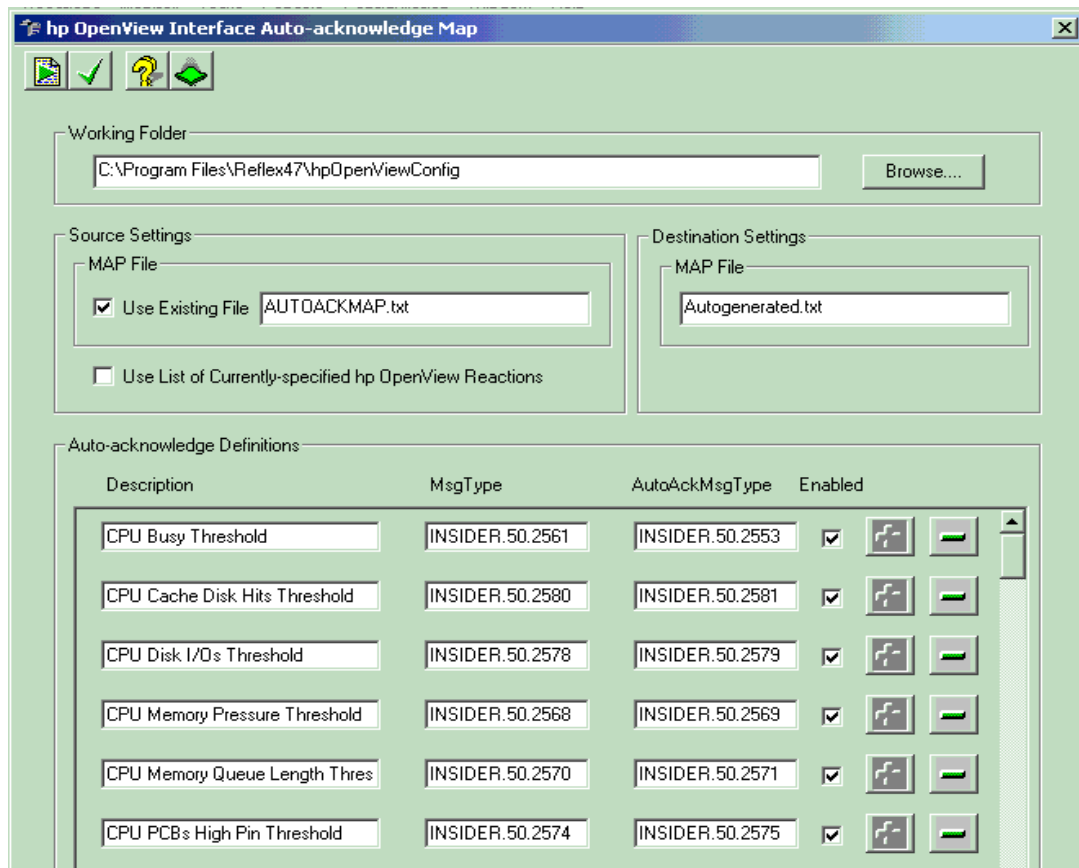 hp OpenView Interface Auto-acknowledge Map
Working Folder
C:\Program Files\Reflex47\hpOpenViewConfig
Browse....
Source Settings
MAP File
Use Existing File AUTOACKMAP.txt
Use List of Currently-specified hp OpenView Reactions
Destination Settings
MAP File
Autogenerated.txt
Auto-acknowledge Definitions
Description MsgType AutoAckMsgType Enabled
CPU Busy Threshold INSIDER.50.2561 INSIDER.50.2553
CPU Cache Disk Hits Threshold INSIDER.50.2580 INSIDER.50.2581
CPU Disk I/Os Threshold INSIDER.50.2578 INSIDER.50.2579
CPU Memory Pressure Threshold INSIDER.50.2568 INSIDER.50.2569
CPU Memory Queue Length Thres INSIDER.50.2570 INSIDER.50.2571
CPU PCBs High Pin Threshold INSIDER.50.2574 INSIDER.50.2575